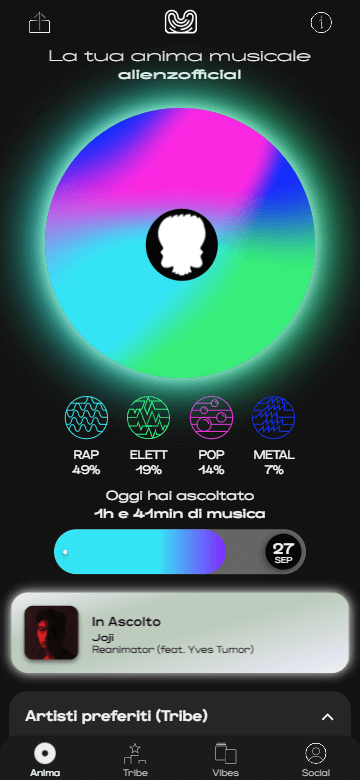 La tua anima musicale
alienzofficial
RAP
49%
ELETT
19%
POP
14%
METAL
7%
Oggi hai ascoltato
1h e 41min di musica
27
SEP
In Ascolto
Joji
Reanimator (feat. Yves Tumor)
Artisti preferiti (Tribe)
Anima
Tribe
Vibes
Social